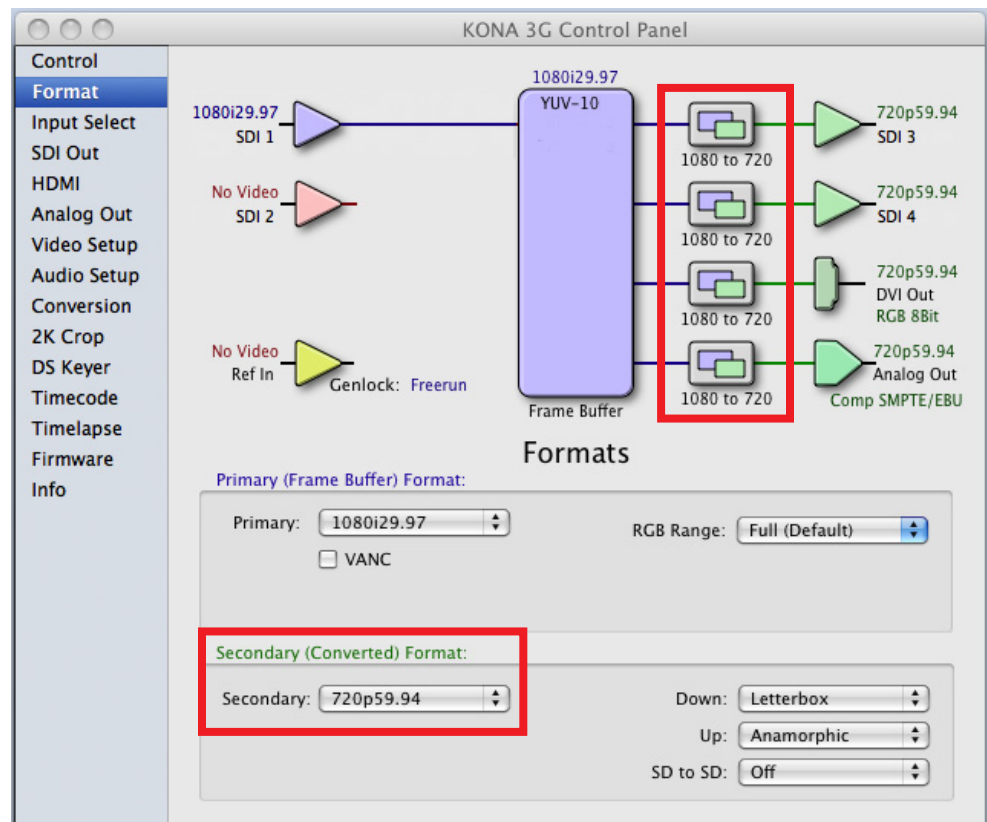 KONA 3G Control Panel
Control
Format
Input Select
SDI Out
HDMI
Analog Out
Video Setup
Audio Setup
Conversion
2K Crop
DS Keyer
Timecode
Timelapse
Firmware
Info
1080i29.97
YUV-10
1080i29.97
SDI 1
1080 to 720
720p59.94
SDI 3
No Video
SDI 2
1080 to 720
720p59.94
SDI 4
1080 to 720
720p59.94
DVI Out
RGB 8Bit
No Video
Ref In
Genlock: Freerun
Frame Buffer
1080 to 720
720p59.94
Analog Out
Comp SMPTE/EBU
Formats
Primary (Frame Buffer) Format:
Primary: 1080i29.97
RGB Range: Full (Default)
VANC
Secondary (Converted) Format:
Secondary: 720p59.94
Down: Letterbox
Up: Anamorphic
SD to SD: Off